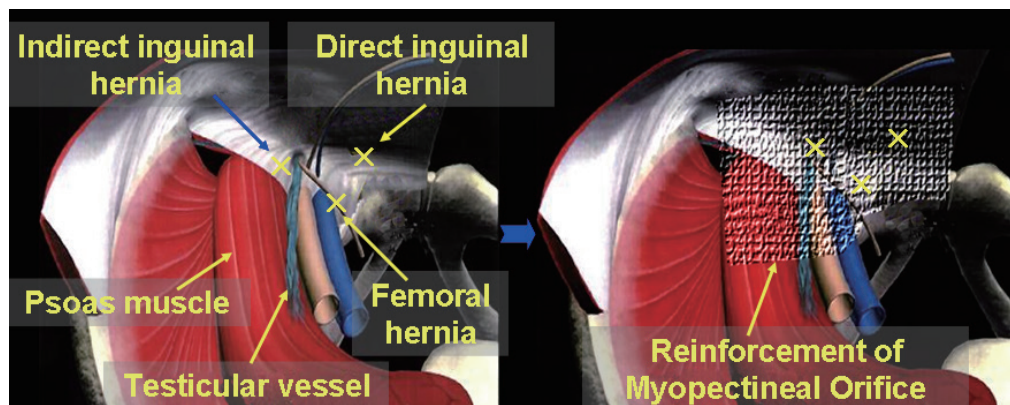 Indirect inguinal
hernia
Direct inguinal
hernia
Psoas muscle
Femoral
hernia
Testicular vessel
Reinforcement of
Myopectineal Orifice